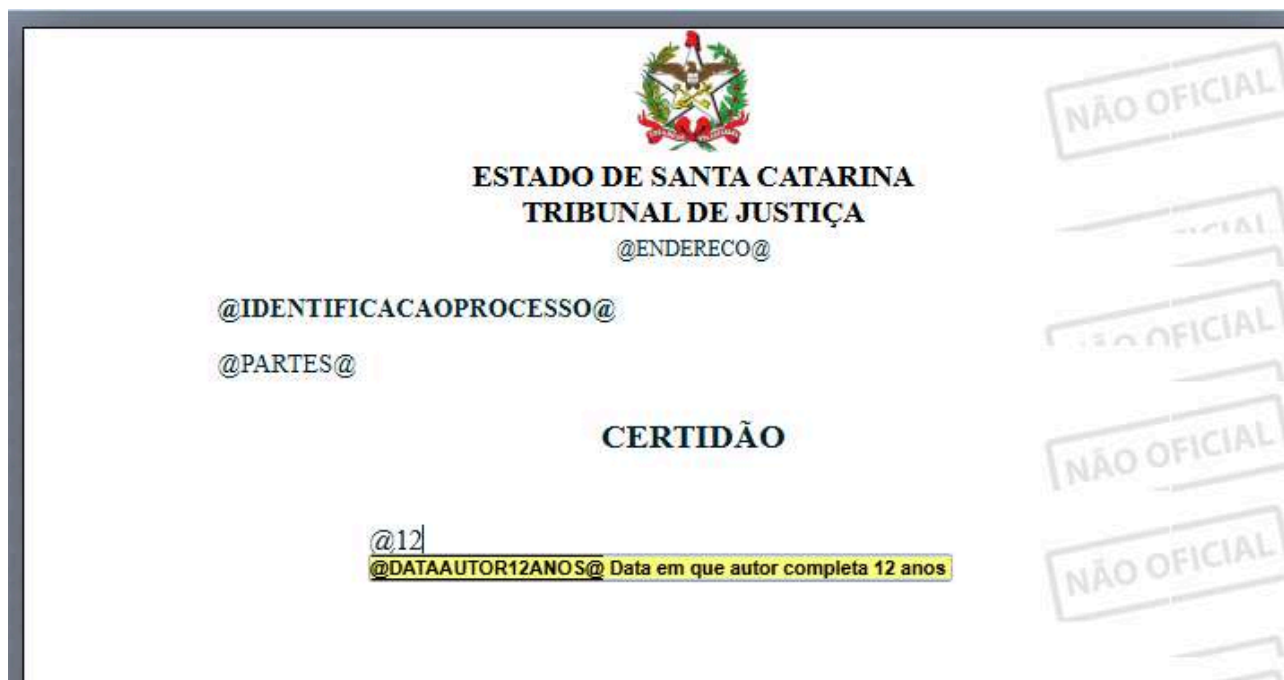 NÃO OFICIAL
ESTADO DE SANTA CATARINA
TRIBUNAL DE JUSTIÇA
@ENDERECO@
@IDENTIFICACAOPROCESSO@
OFICIAL
@PARTES@
CERTIDÃO
NÃO OFICIAL
@12
@DATAAUTOR12ANOS@ Data em que autor completa 12 anos
NÃO OFICIAL